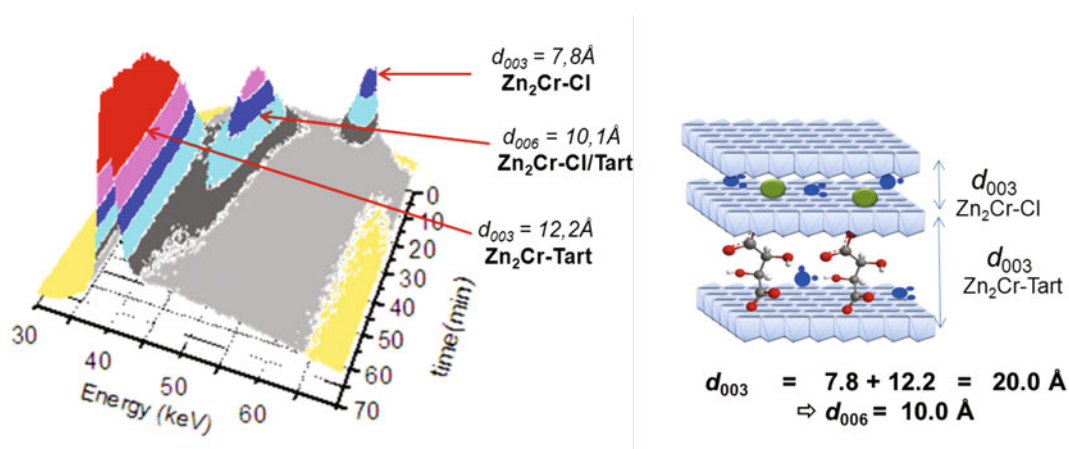 d003 = 7,8Å
Zn2Cr-Cl
d006 = 10,1Å
Zn2Cr-Cl/Tart
d003 = 12,2Å
Zn2Cr-Tart
0
10
20
30
40
50
60
70
time(min)
30
40
50
60
Energy (keV)
d003
Zn2Cr-Cl
d003
Zn2Cr-Tart
d003 = 7.8 + 12.2 = 20.0 Å
⇨ d006 = 10.0 Å